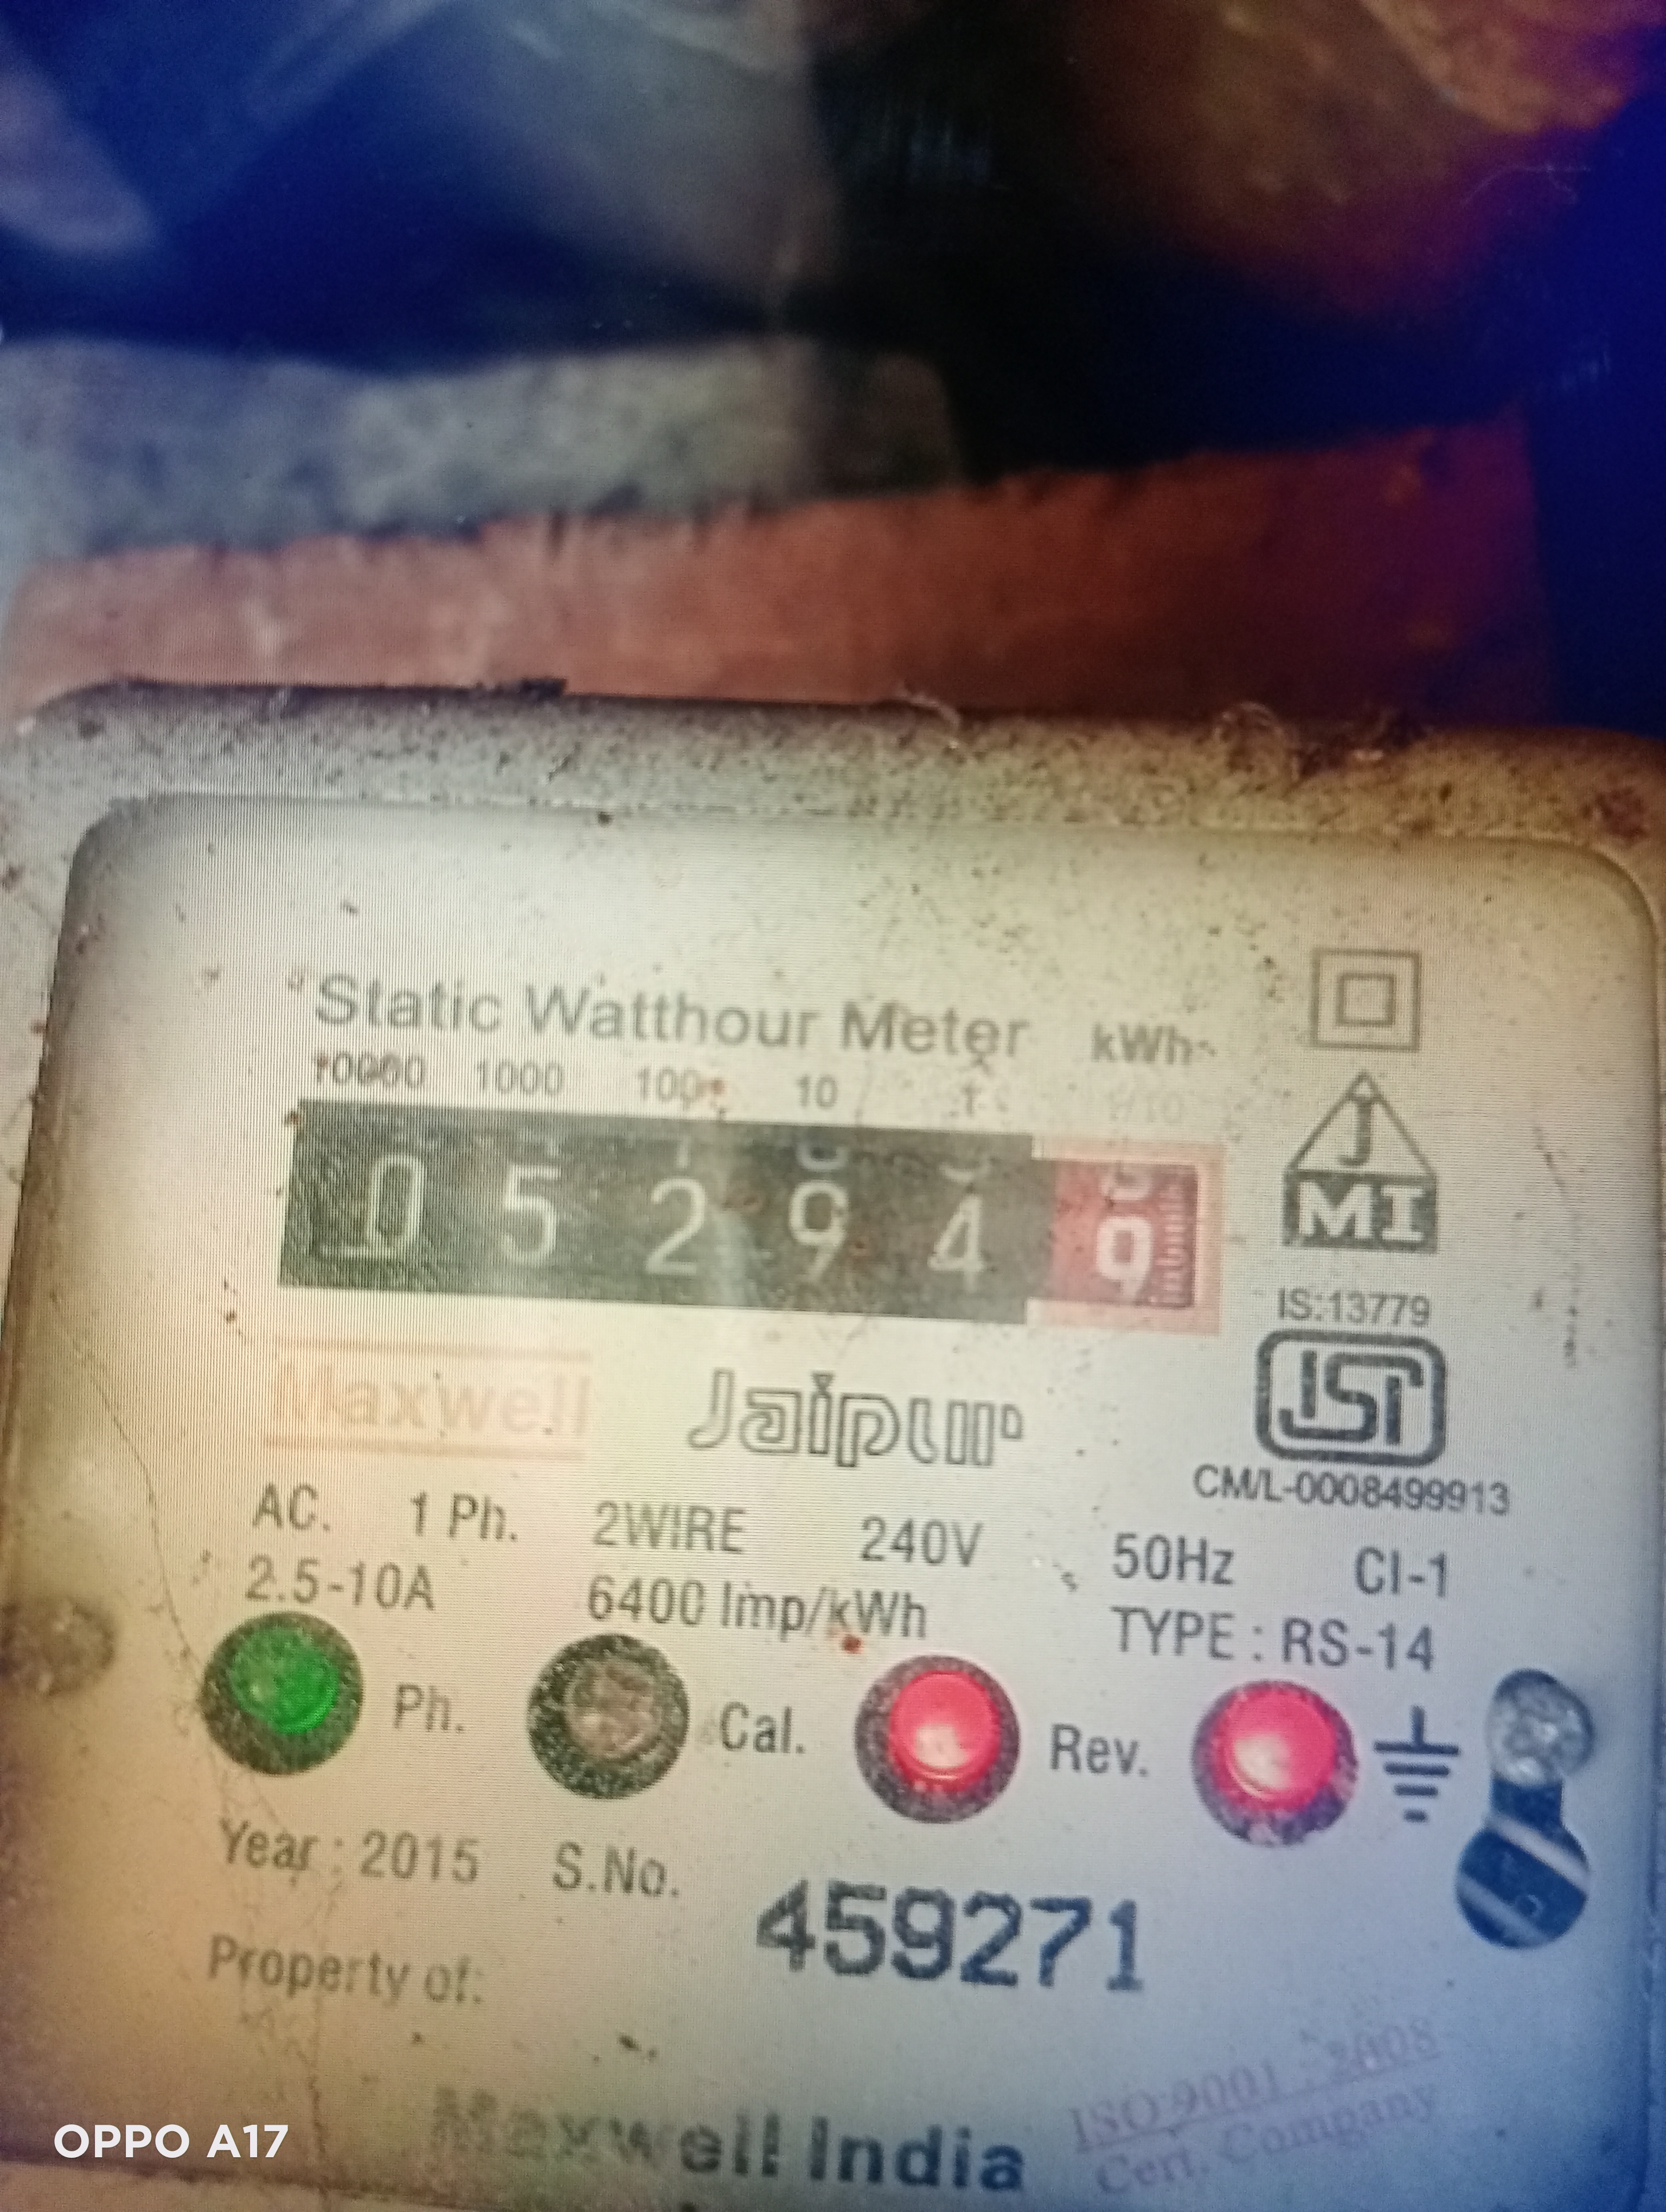 Static Watthour Meter kWh
10000 1000 100 10 1 1/10
0 5 2 9 4 9
J
MI
IS:13779
Maxwell Jaipur
ISI
CM/L-0008499913
AC. 1 Ph. 2WIRE 240V 50Hz Cl-1
2.5-10A 6400 Imp/kWh TYPE : RS-14
Ph. Cal. Rev.
Year : 2015 S.No. 459271
Property of:
Maxwell India
ISO:9001 : 2008
Cert. Company
OPPO A17